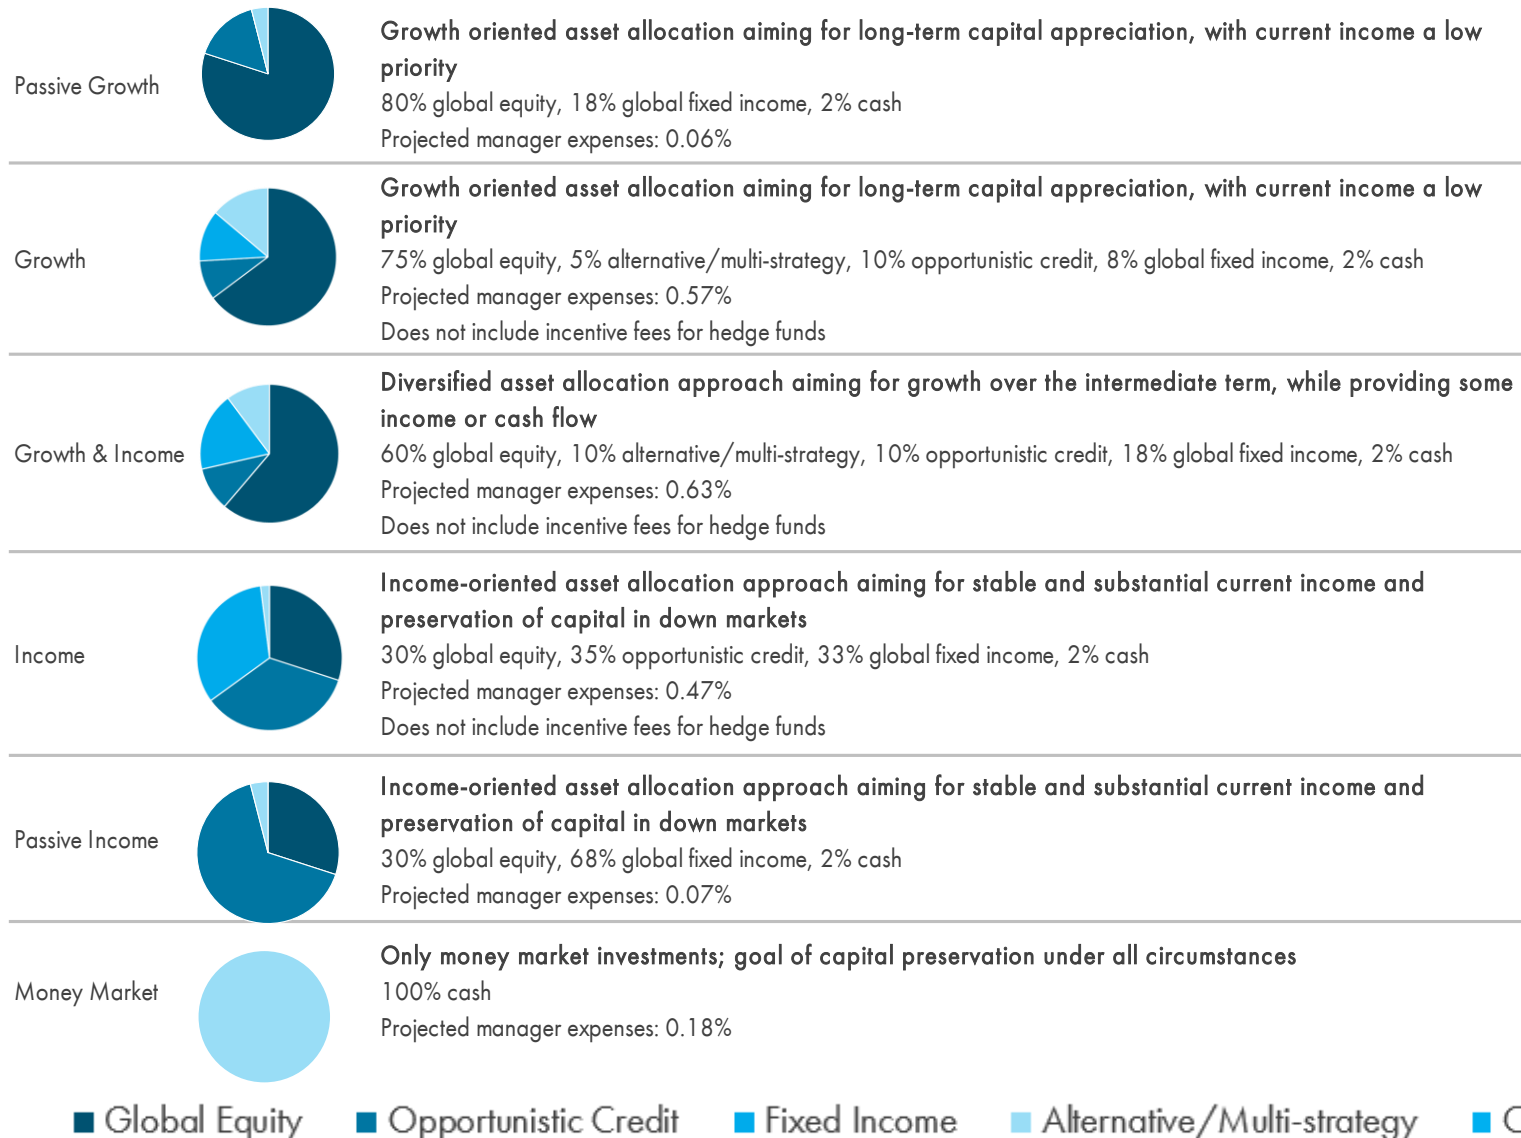 Passive Growth
Growth oriented asset allocation aiming for long-term capital appreciation, with current income a low
priority
80% global equity, 18% global fixed income, 2% cash
Projected manager expenses: 0.06%
Growth
Growth oriented asset allocation aiming for long-term capital appreciation, with current income a low
priority
75% global equity, 5% alternative/multi-strategy, 10% opportunistic credit, 8% global fixed income, 2% cash
Projected manager expenses: 0.57%
Does not include incentive fees for hedge funds
Growth & Income
Diversified asset allocation approach aiming for growth over the intermediate term, while providing some
income or cash flow
60% global equity, 10% alternative/multi-strategy, 10% opportunistic credit, 18% global fixed income, 2% cash
Projected manager expenses: 0.63%
Does not include incentive fees for hedge funds
Income
Income-oriented asset allocation approach aiming for stable and substantial current income and
preservation of capital in down markets
30% global equity, 35% opportunistic credit, 33% global fixed income, 2% cash
Projected manager expenses: 0.47%
Does not include incentive fees for hedge funds
Passive Income
Income-oriented asset allocation approach aiming for stable and substantial current income and
preservation of capital in down markets
30% global equity, 68% global fixed income, 2% cash
Projected manager expenses: 0.07%
Money Market
Only money market investments; goal of capital preservation under all circumstances
100% cash
Projected manager expenses: 0.18%
Global Equity Opportunistic Credit Fixed Income Alternative/Multi-strategy